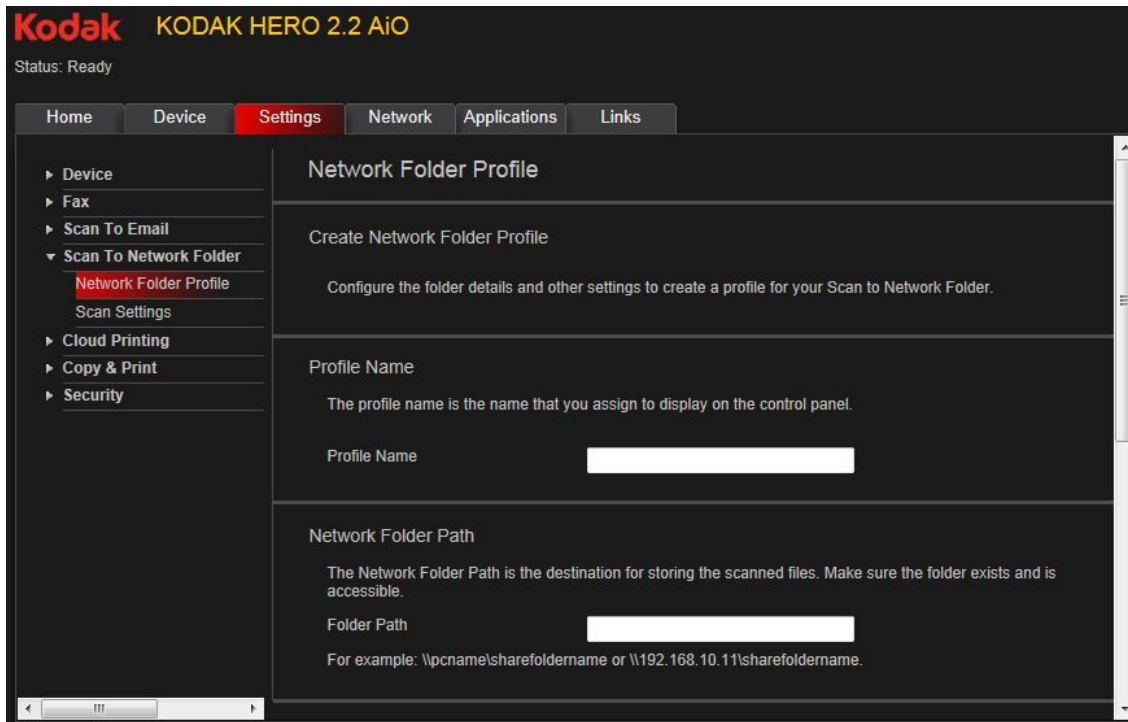 Kodak KODAK HERO 2.2 AiO
Status: Ready
Home Device Settings Network Applications Links
Device
Fax
Scan To Email
Scan To Network Folder
Network Folder Profile
Scan Settings
Cloud Printing
Copy & Print
Security
Network Folder Profile
Create Network Folder Profile
Configure the folder details and other settings to create a profile for your Scan to Network Folder.
Profile Name
The profile name is the name that you assign to display on the control panel.
Profile Name
Network Folder Path
The Network Folder Path is the destination for storing the scanned files. Make sure the folder exists and is
accessible.
Folder Path
For example: \\pcname\sharefoldername or \\192.168.10.11\sharefoldername.